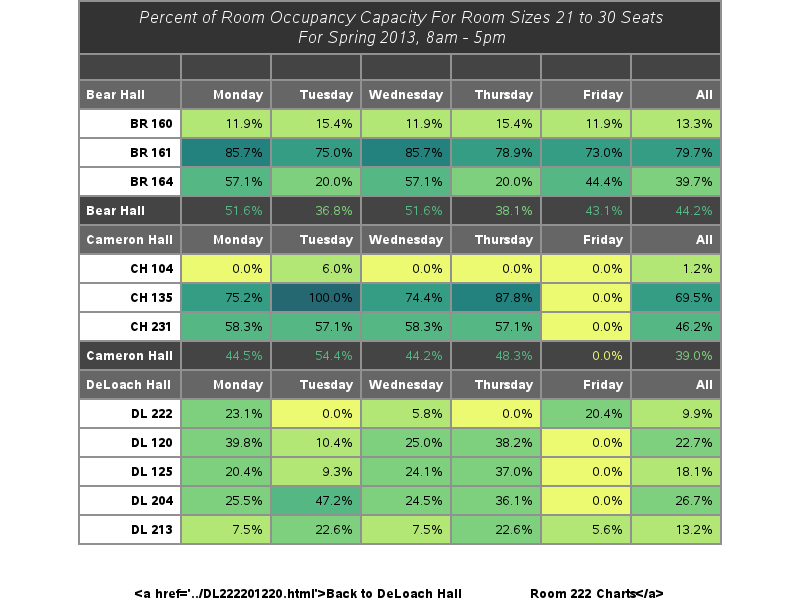 Percent of Room Occupancy Capacity For Room Sizes 21 to 30 Seats
For Spring 2013, 8am - 5pm
Bear Hall Monday Tuesday Wednesday Thursday Friday All
BR 160 11.9% 15.4% 11.9% 15.4% 11.9% 13.3%
BR 161 85.7% 75.0% 85.7% 78.9% 73.0% 79.7%
BR 164 57.1% 20.0% 57.1% 20.0% 44.4% 39.7%
Bear Hall 51.6% 36.8% 51.6% 38.1% 43.1% 44.2%
Cameron Hall Monday Tuesday Wednesday Thursday Friday All
CH 104 0.0% 6.0% 0.0% 0.0% 0.0% 1.2%
CH 135 75.2% 100.0% 74.4% 87.8% 0.0% 69.5%
CH 231 58.3% 57.1% 58.3% 57.1% 0.0% 46.2%
Cameron Hall 44.5% 54.4% 44.2% 48.3% 0.0% 39.0%
DeLoach Hall Monday Tuesday Wednesday Thursday Friday All
DL 222 23.1% 0.0% 5.8% 0.0% 20.4% 9.9%
DL 120 39.8% 10.4% 25.0% 38.2% 0.0% 22.7%
DL 125 20.4% 9.3% 24.1% 37.0% 0.0% 18.1%
DL 204 25.5% 47.2% 24.5% 36.1% 0.0% 26.7%
DL 213 7.5% 22.6% 7.5% 22.6% 5.6% 13.2%
<a href='../DL222201220.html'>Back to DeLoach Hall Room 222 Charts</a>